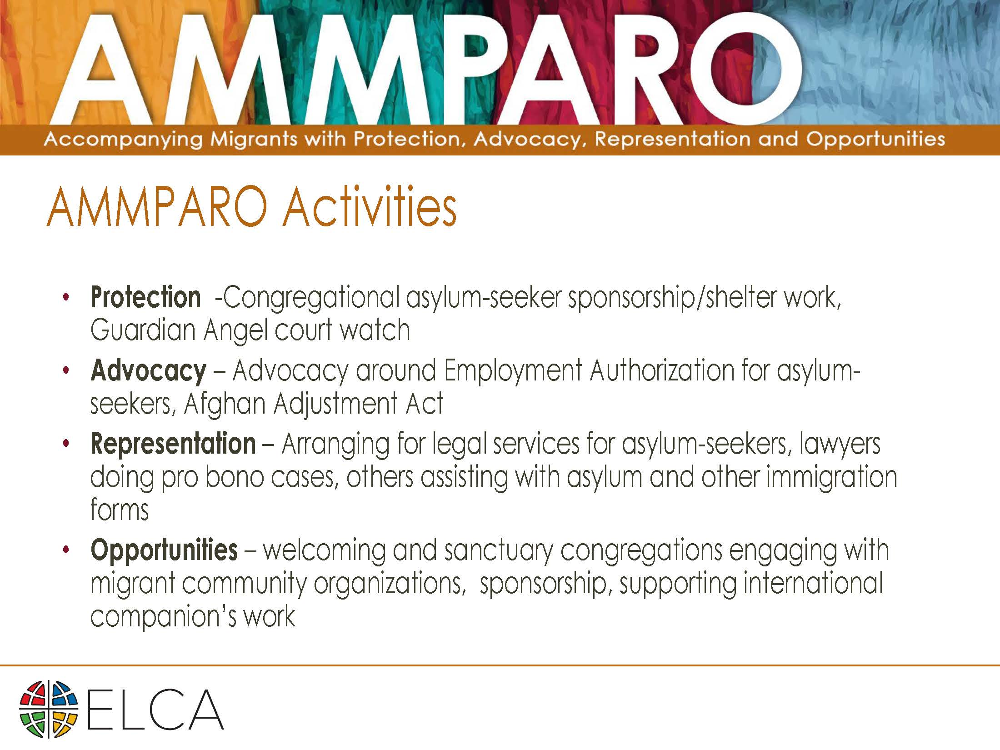 AMMPARO
Accompanying Migrants with Protection, Advocacy, Representation and Opportunities
AMMPARO Activities
• Protection  -Congregational asylum-seeker sponsorship/shelter work,
Guardian Angel court watch
• Advocacy – Advocacy around Employment Authorization for asylum-
seekers, Afghan Adjustment Act
• Representation – Arranging for legal services for asylum-seekers, lawyers
doing pro bono cases, others assisting with asylum and other immigration
forms
• Opportunities – welcoming and sanctuary congregations engaging with
migrant community organizations,  sponsorship, supporting international
companion’s work
ELCA